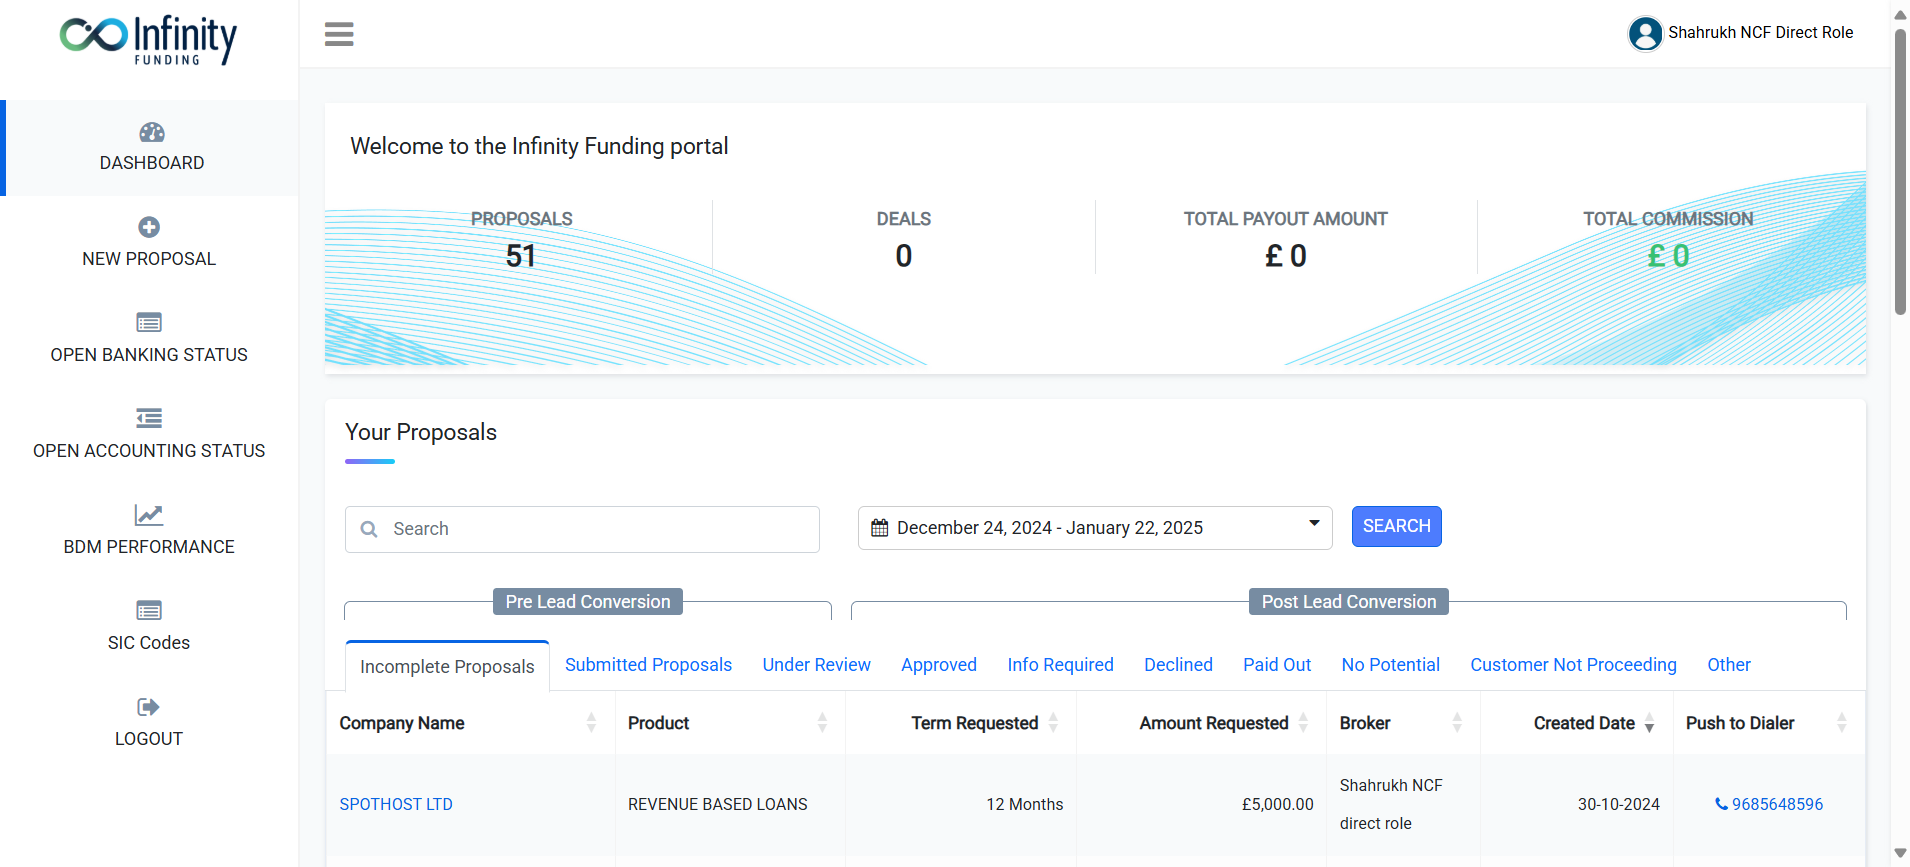 Infinity
FUNDING
Shahrukh NCF Direct Role
DASHBOARD
NEW PROPOSAL
OPEN BANKING STATUS
OPEN ACCOUNTING STATUS
BDM PERFORMANCE
SIC Codes
LOGOUT
Welcome to the Infinity Funding portal
PROPOSALS
51
DEALS
0
TOTAL PAYOUT AMOUNT
£ 0
TOTAL COMMISSION
£ 0
Your Proposals
Search
December 24, 2024 - January 22, 2025
SEARCH
Pre Lead Conversion
Post Lead Conversion
Incomplete Proposals Submitted Proposals Under Review Approved Info Required Declined Paid Out No Potential Customer Not Proceeding Other
Company Name Product Term Requested Amount Requested Broker Created Date Push to Dialer
SPOTHOST LTD REVENUE BASED LOANS 12 Months £5,000.00 Shahrukh NCF
direct role
30-10-2024 9685648596